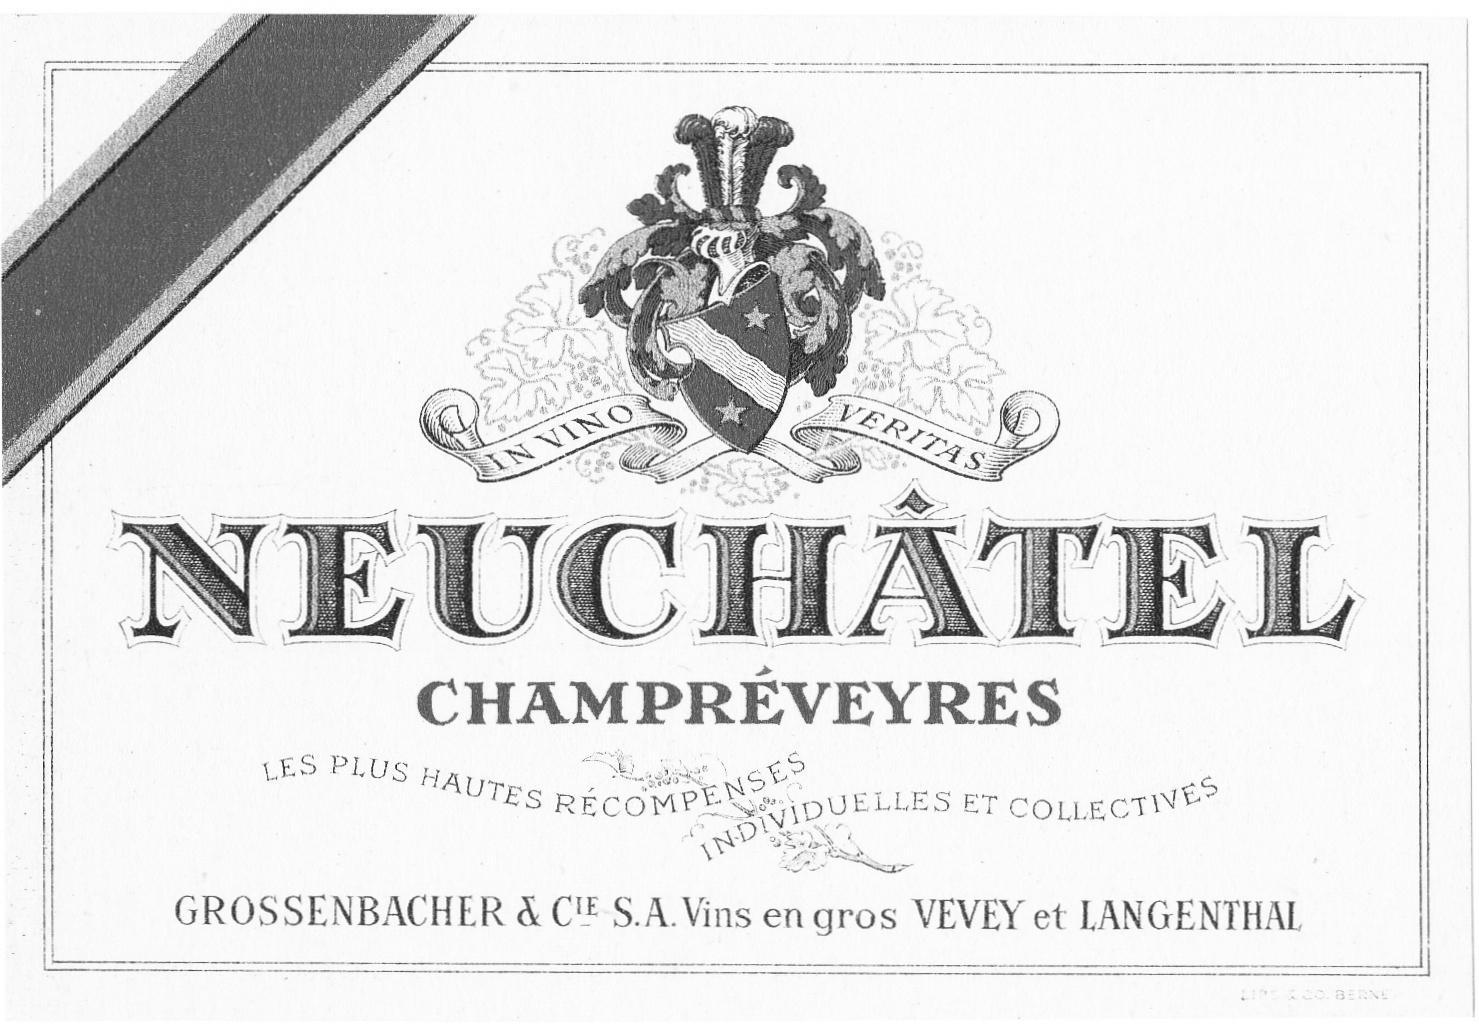 IN VINO VERITAS
NEUCHÂTEL
CHAMPRÉVEYRES
LES PLUS HAUTES RÉCOMPENSES
INDIVIDUELLES ET COLLECTIVES
GROSSENBACHER & CIE S.A. Vins en gros VEVEY et LANGENTHAL
LIPS & CO. BERNE